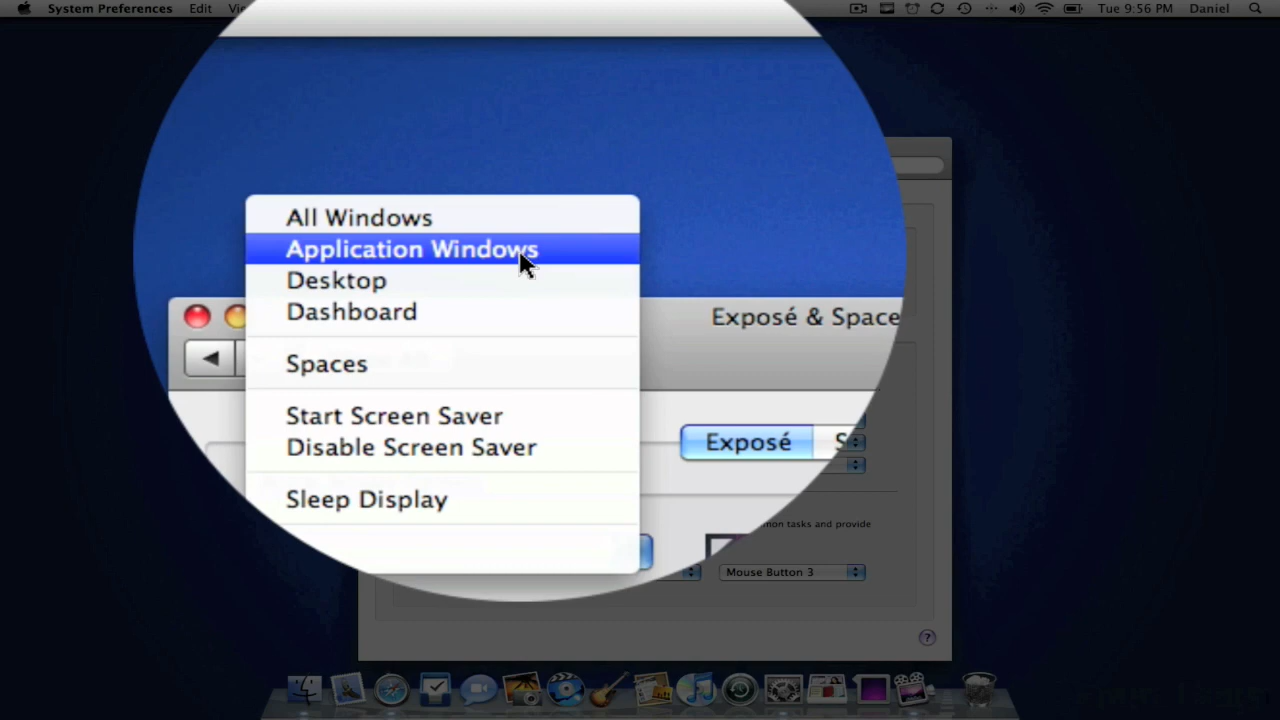 System Preferences Edit Vi
Tue 9:56 PM Daniel
All Windows
Application Windows
Desktop
Dashboard
Exposé & Space
Spaces
Start Screen Saver
Disable Screen Saver
Exposé S
Sleep Display
mon tasks and provide
Mouse Button 3
?